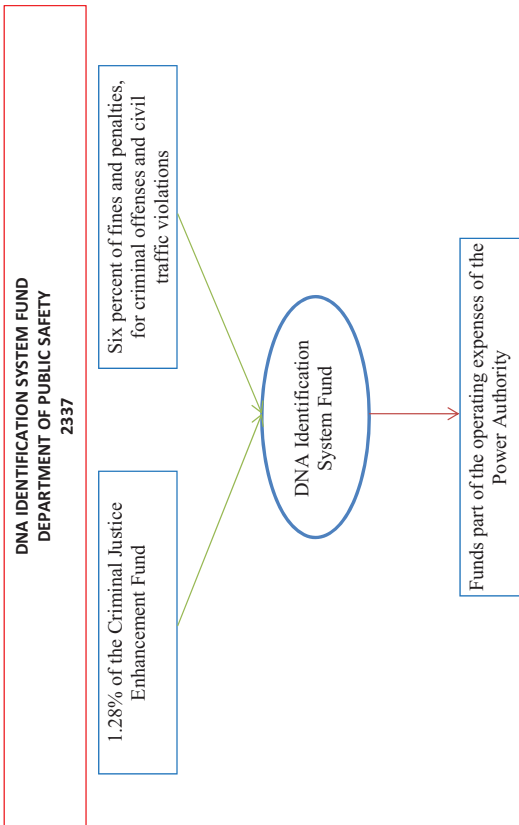 DNA IDENTIFICATION SYSTEM FUND
DEPARTMENT OF PUBLIC SAFETY
2337
1.28% of the Criminal Justice
Enhancement Fund
Six percent of fines and penalties,
for criminal offenses and civil
traffic violations
DNA Identification
System Fund
Funds part of the operating expenses of the
Power Authority